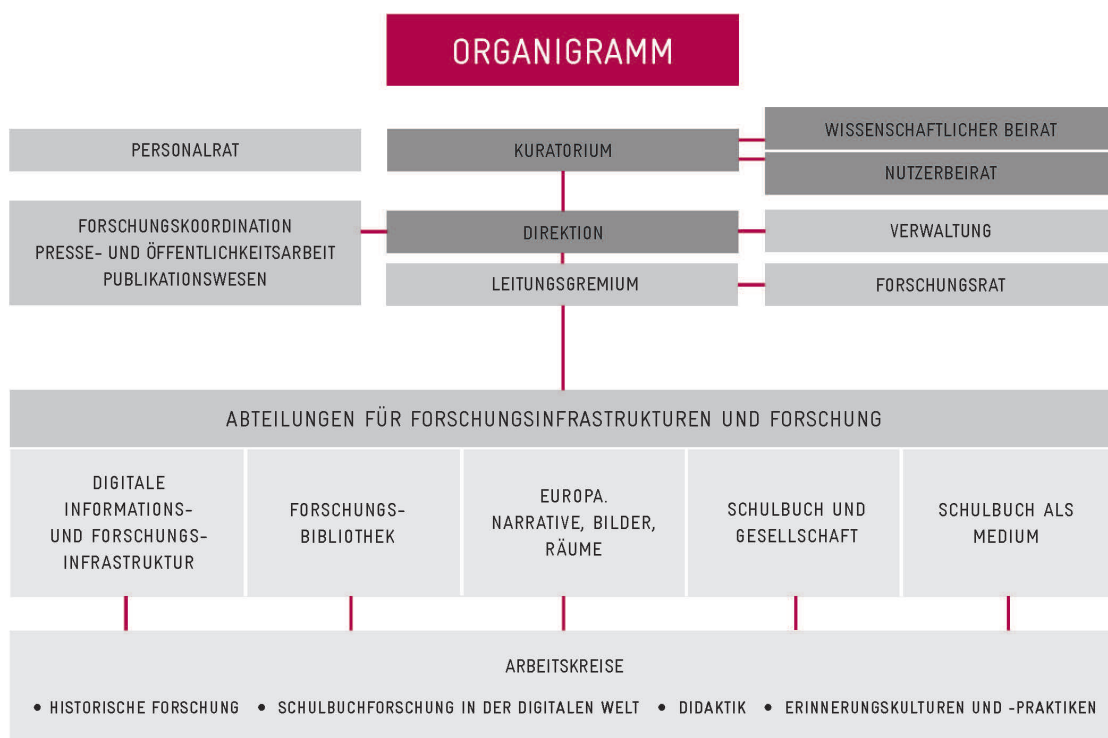 ORGANIGRAMM
PERSONALRAT
KURATORIUM
WISSENSCHAFTLICHER BEIRAT
NUTZERBEIRAT
FORSCHUNGSKOORDINATION
PRESSE- UND ÖFFENTLICHKEITSARBEIT
PUBLIKATIONSWESEN
DIREKTION
VERWALTUNG
LEITUNGSGREMIUM
FORSCHUNGSRAT
ABTEILUNGEN FÜR FORSCHUNGSINFRASTRUKTUREN UND FORSCHUNG
DIGITALE
INFORMATIONS-
UND FORSCHUNGS-
INFRASTRUKTUR
FORSCHUNGS-
BIBLIOTHEK
EUROPA.
NARRATIVE, BILDER,
RÄUME
SCHULBUCH UND
GESELLSCHAFT
SCHULBUCH ALS
MEDIUM
ARBEITSKREISE
• HISTORISCHE FORSCHUNG • SCHULBUCHFORSCHUNG IN DER DIGITALEN WELT • DIDAKTIK • ERINNERUNGSKULTUREN UND -PRAKTIKEN